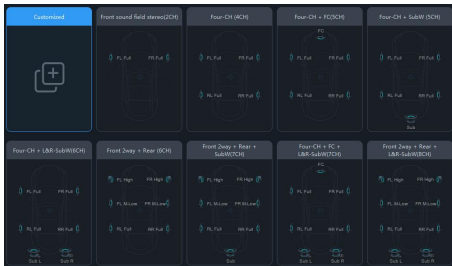 Customized
Front sound field stereo(2CH)
Four-CH (4CH)
Four-CH + FC(5CH)
Four-CH + SubW (5CH)
FC
FL Full FR Full
FL Full FR Full
FL Full FR Full
FL Full FR Full
RL Full RR Full
RL Full RR Full
RL Full RR Full
Sub
Four-CH + L&R-SubW(6CH)
Front 2way + Rear (6CH)
Front 2way + Rear +
SubW(7CH)
Four-CH + FC +
L&R-SubW(7CH)
Front 2way + Rear +
L&R-SubW(8CH)
FC
FL High FR High
FL High FR High
FL High FR High
FL Full FR Full
FL M-Low FR M-Low
FL M-Low FR M-Low
FL Full FR Full
FL M-Low FR M-Low
RL Full RR Full
RL Full RR Full
RL Full RR Full
RL Full RR Full
RL Full RR Full
Sub L Sub R
Sub
Sub L Sub R
Sub L Sub R